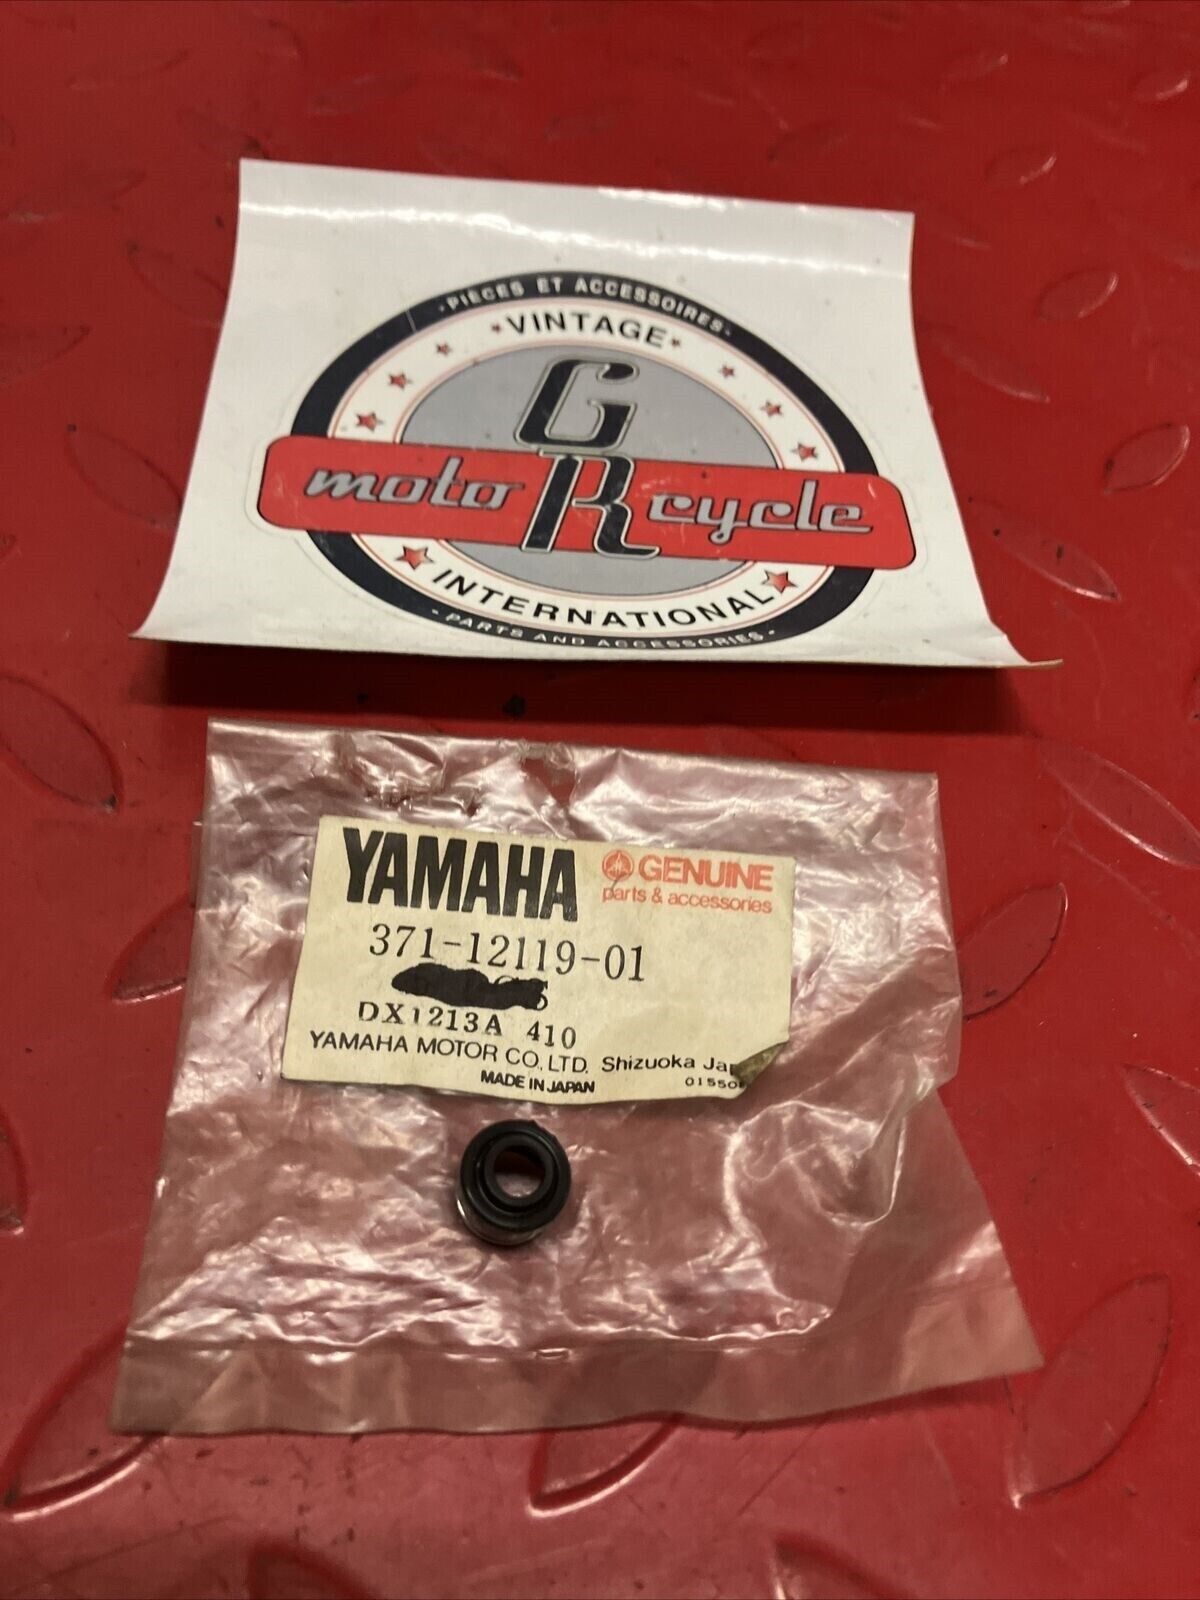 ·PIÈCES ET ACCESSOIRES·
VINTAGE
G
moto R cycle
INTERNATIONAL
·PARTS AND ACCESSORIES·
YAMAHA GENUINE
parts & accessories
371-12119-01
DX1213A 410
YAMAHA MOTOR CO., LTD. Shizuoka
MADE IN JAPAN